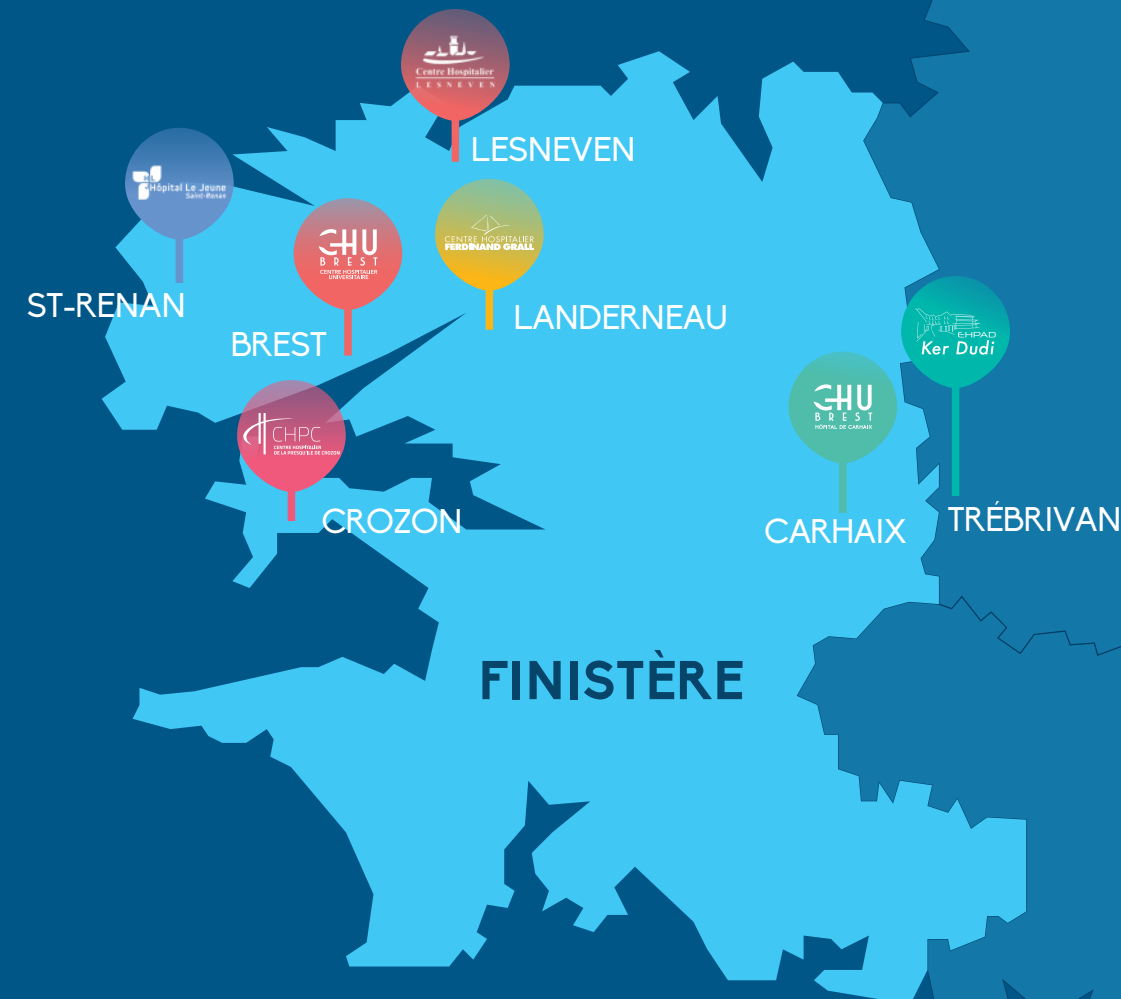 Centre Hospitalier
LESNEVEN
LESNEVEN
Hôpital Le Jeune
Saint-Renan
ST-RENAN
CHU
BREST
CENTRE HOSPITALIER
UNIVERSITAIRE
BREST
CENTRE HOSPITALIER
FERDINAND GRALL
LANDERNEAU
EHPAD
Ker Dudi
TRÉBRIVAN
CHU
BREST
HÔPITAL DE CARHAIX
CARHAIX
CHPC
CENTRE HOSPITALIER
DE LA PRESQU'ILE DE CROZON
CROZON
FINISTÈRE